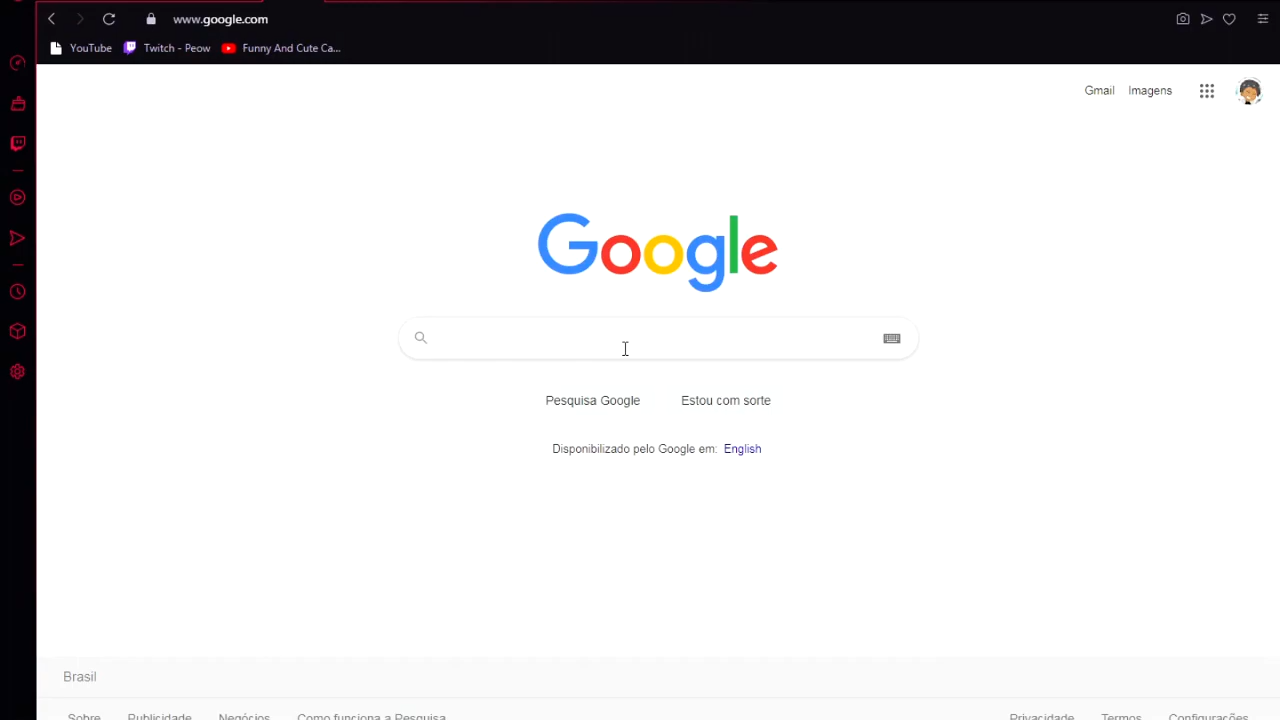 www.google.com
YouTube Twitch - Peow Funny And Cute Ca...
Gmail Imagens
Google
Pesquisa Google Estou com sorte
Disponibilizado pelo Google em: English
Brasil
Sobre Publicidade Negócios Como funciona a Pesquisa Privacidade Termos Configurações